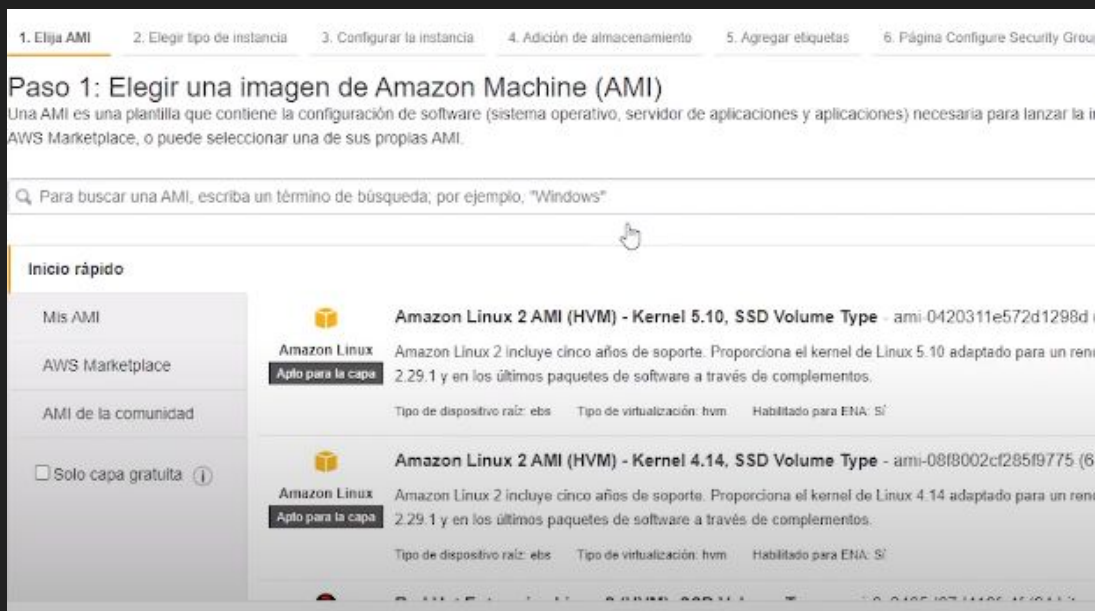 1. Elija AMI 2. Elegir tipo de instancia 3. Configurar la instancia 4. Adición de almacenamiento 5. Agregar etiquetas 6. Página Configure Security Grou
Paso 1: Elegir una imagen de Amazon Machine (AMI)
Una AMI es una plantilla que contiene la configuración de software (sistema operativo, servidor de aplicaciones y aplicaciones) necesaria para lanzar la in
AWS Marketplace, o puede seleccionar una de sus propias AMI.
Para buscar una AMI, escriba un término de búsqueda; por ejemplo, "Windows"
Inicio rápido
Mis AMI
AWS Marketplace
AMI de la comunidad
Solo capa gratuita
Amazon Linux
Apto para la capa
Amazon Linux 2 AMI (HVM) - Kernel 5.10, SSD Volume Type - ami-0420311e572d1298d (
Amazon Linux 2 incluye cinco años de soporte. Proporciona el kernel de Linux 5.10 adaptado para un ren
2.29.1 y en los últimos paquetes de software a través de complementos.
Tipo de dispositivo raíz: ebs Tipo de virtualización: hvm Habilitado para ENA: Sí
Amazon Linux
Apto para la capa
Amazon Linux 2 AMI (HVM) - Kernel 4.14, SSD Volume Type - ami-08f8002cf285f9775 (6
Amazon Linux 2 incluye cinco años de soporte. Proporciona el kernel de Linux 4.14 adaptado para un ren
2.29.1 y en los últimos paquetes de software a través de complementos.
Tipo de dispositivo raíz: ebs Tipo de virtualización: hvm Habilitado para ENA: Sí